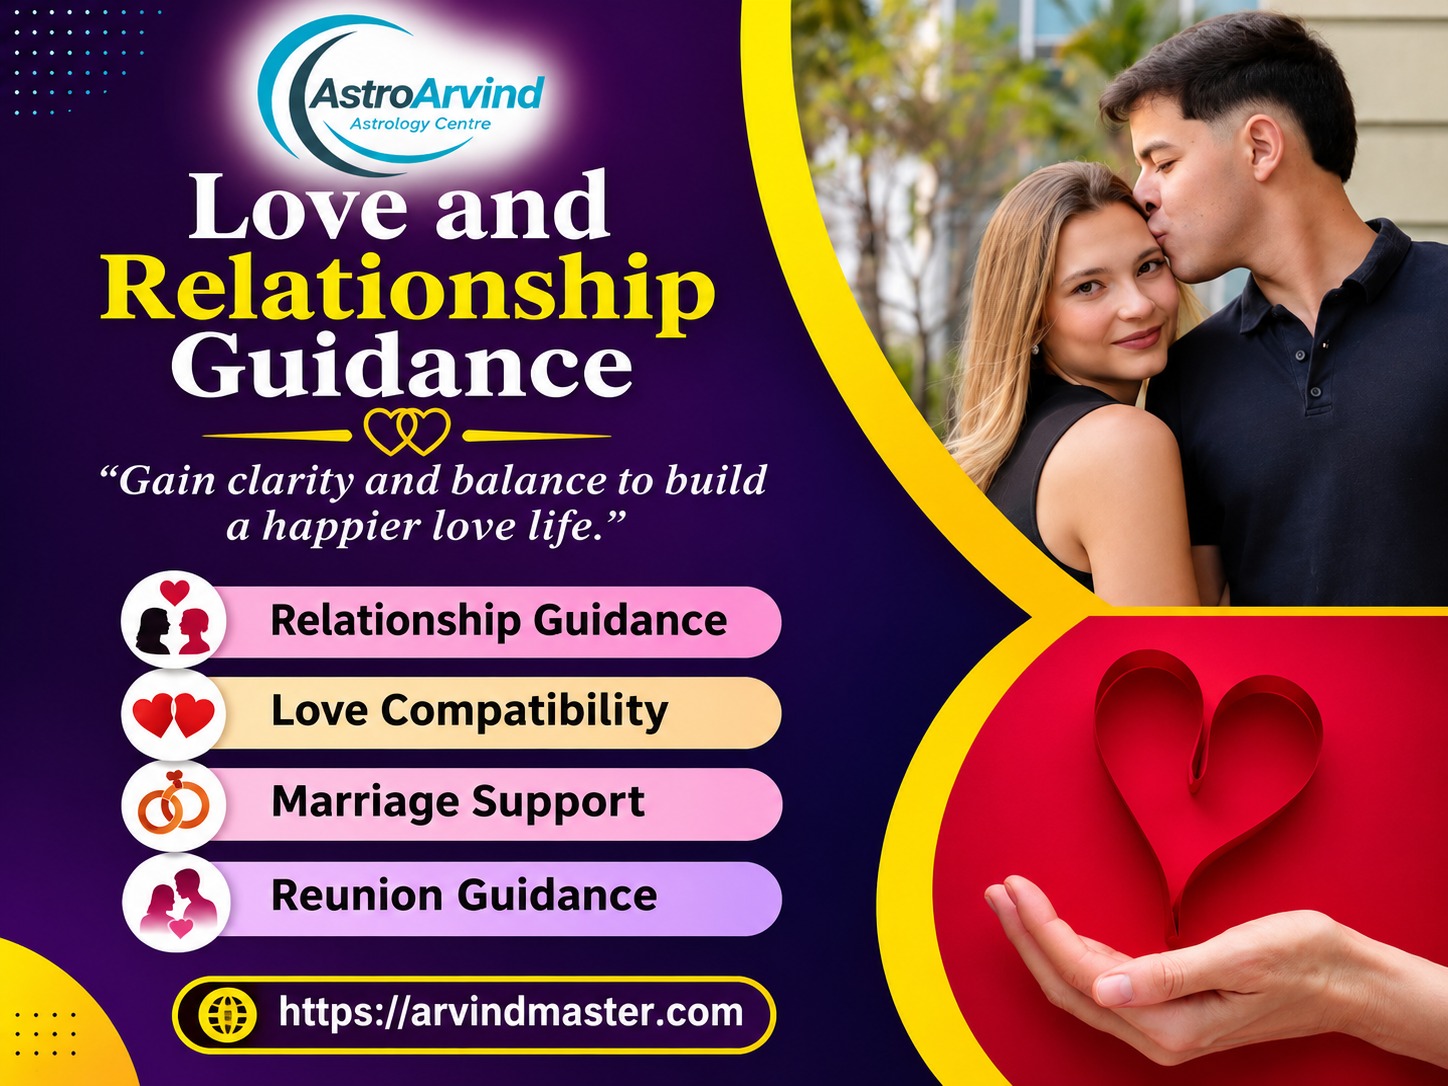 AstroArvind
Astrology Centre
Love and
Relationship
Guidance
“Gain clarity and balance to build
a happier love life.”
Relationship Guidance
Love Compatibility
Marriage Support
Reunion Guidance
https://arvindmaster.com